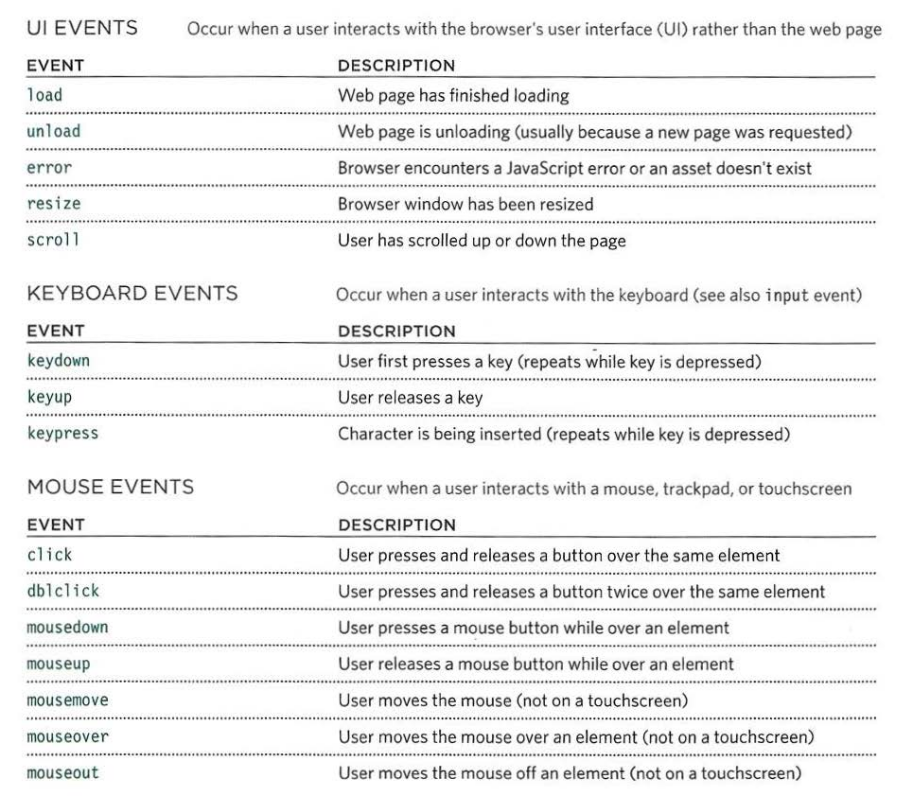 UI EVENTS Occur when a user interacts with the browser's user interface (UI) rather than the web page
EVENT DESCRIPTION
load Web page has finished loading
unload Web page is unloading (usually because a new page was requested)
error Browser encounters a JavaScript error or an asset doesn't exist
resize Browser window has been resized
scroll User has scrolled up or down the page
KEYBOARD EVENTS Occur when a user interacts with the keyboard (see also input event)
EVENT DESCRIPTION
keydown User first presses a key (repeats while key is depressed)
keyup User releases a key
keypress Character is being inserted (repeats while key is depressed)
MOUSE EVENTS Occur when a user interacts with a mouse, trackpad, or touchscreen
EVENT DESCRIPTION
click User presses and releases a button over the same element
dblclick User presses and releases a button twice over the same element
mousedown User presses a mouse button while over an element
mouseup User releases a mouse button while over an element
mousemove User moves the mouse (not on a touchscreen)
mouseover User moves the mouse over an element (not on a touchscreen)
mouseout User moves the mouse off an element (not on a touchscreen)